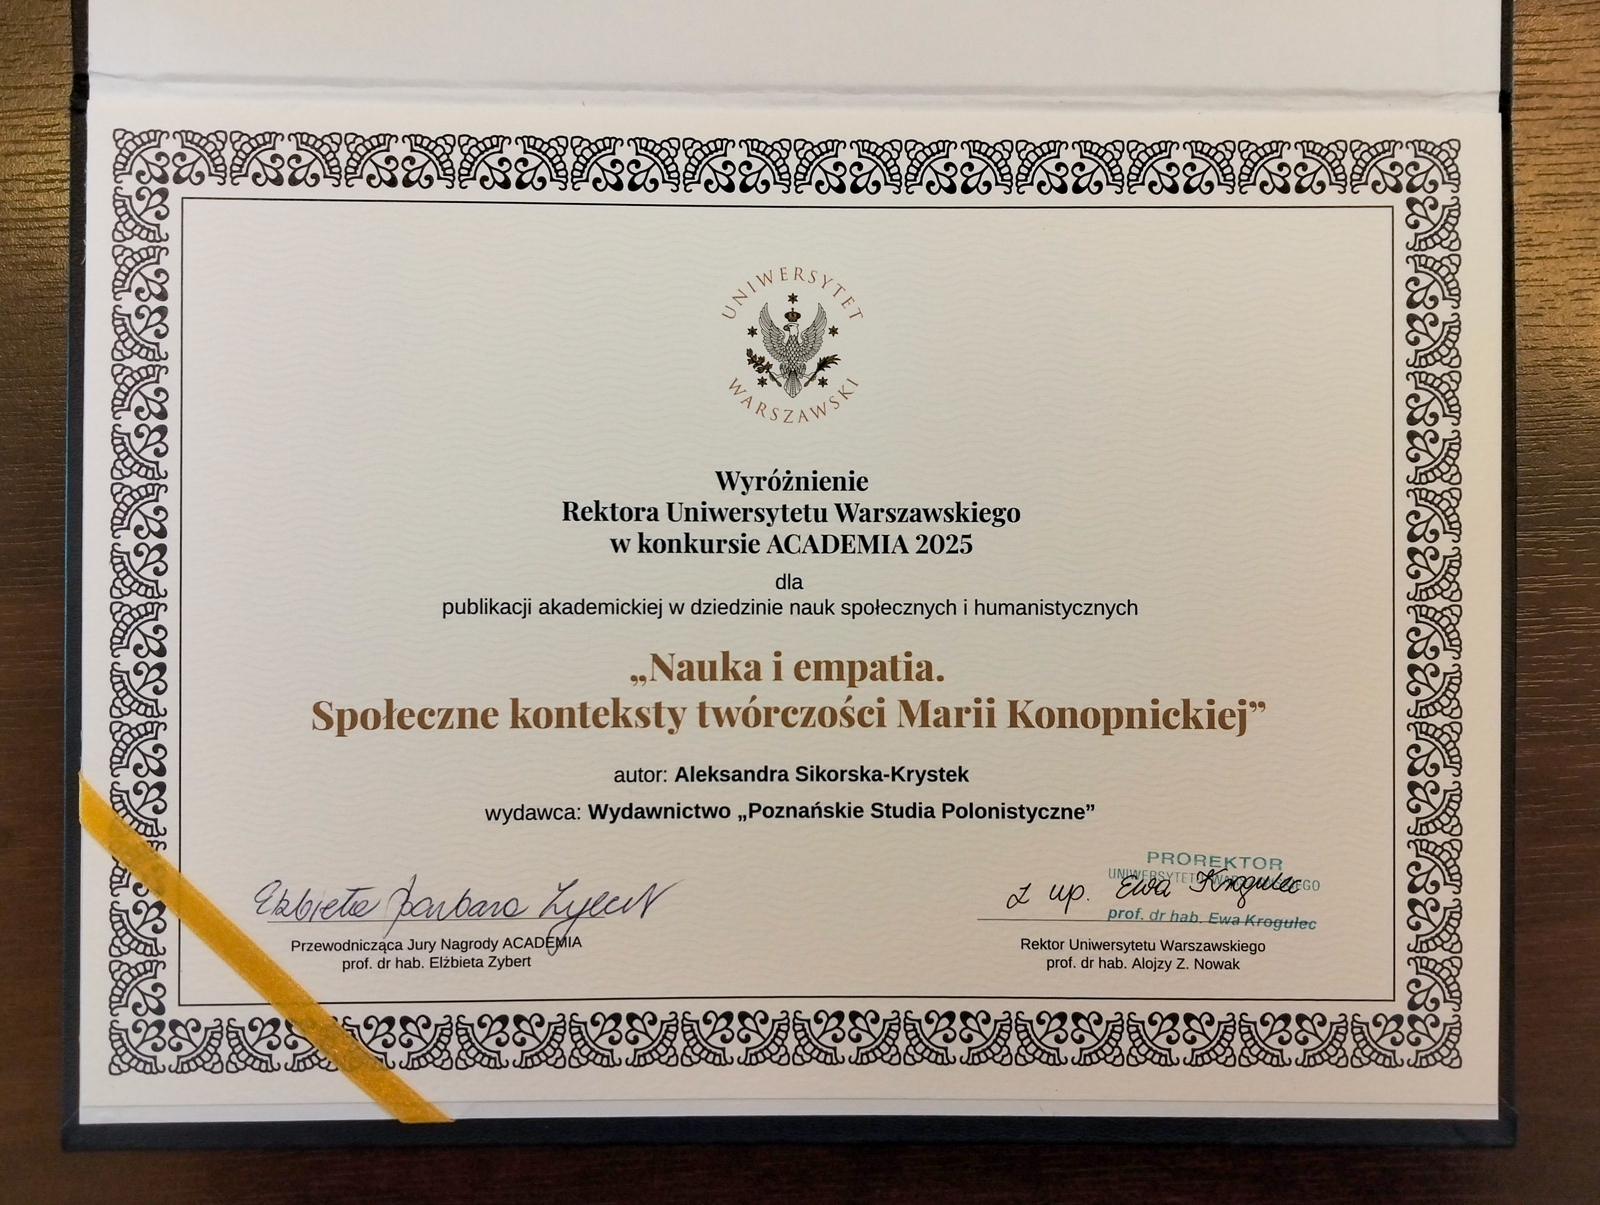 UNIWERSYTET
WARSZAWSKI
Wyróżnienie
Rektora Uniwersytetu Warszawskiego
w konkursie ACADEMIA 2025
dla
publikacji akademickiej w dziedzinie nauk społecznych i humanistycznych
„Nauka i empatia.
Społeczne konteksty twórczości Marii Konopnickiej”
autor: Aleksandra Sikorska-Krystek
wydawca: Wydawnictwo „Poznańskie Studia Polonistyczne”
Elżbieta Barbara Zybert
Przewodnicząca Jury Nagrody ACADEMIA
prof. dr hab. Elżbieta Zybert
PROREKTOR
UNIWERSYTETU WARSZAWSKIEGO
z up. Ewa Krogulec
prof. dr hab. Ewa Krogulec
Rektor Uniwersytetu Warszawskiego
prof. dr hab. Alojzy Z. Nowak